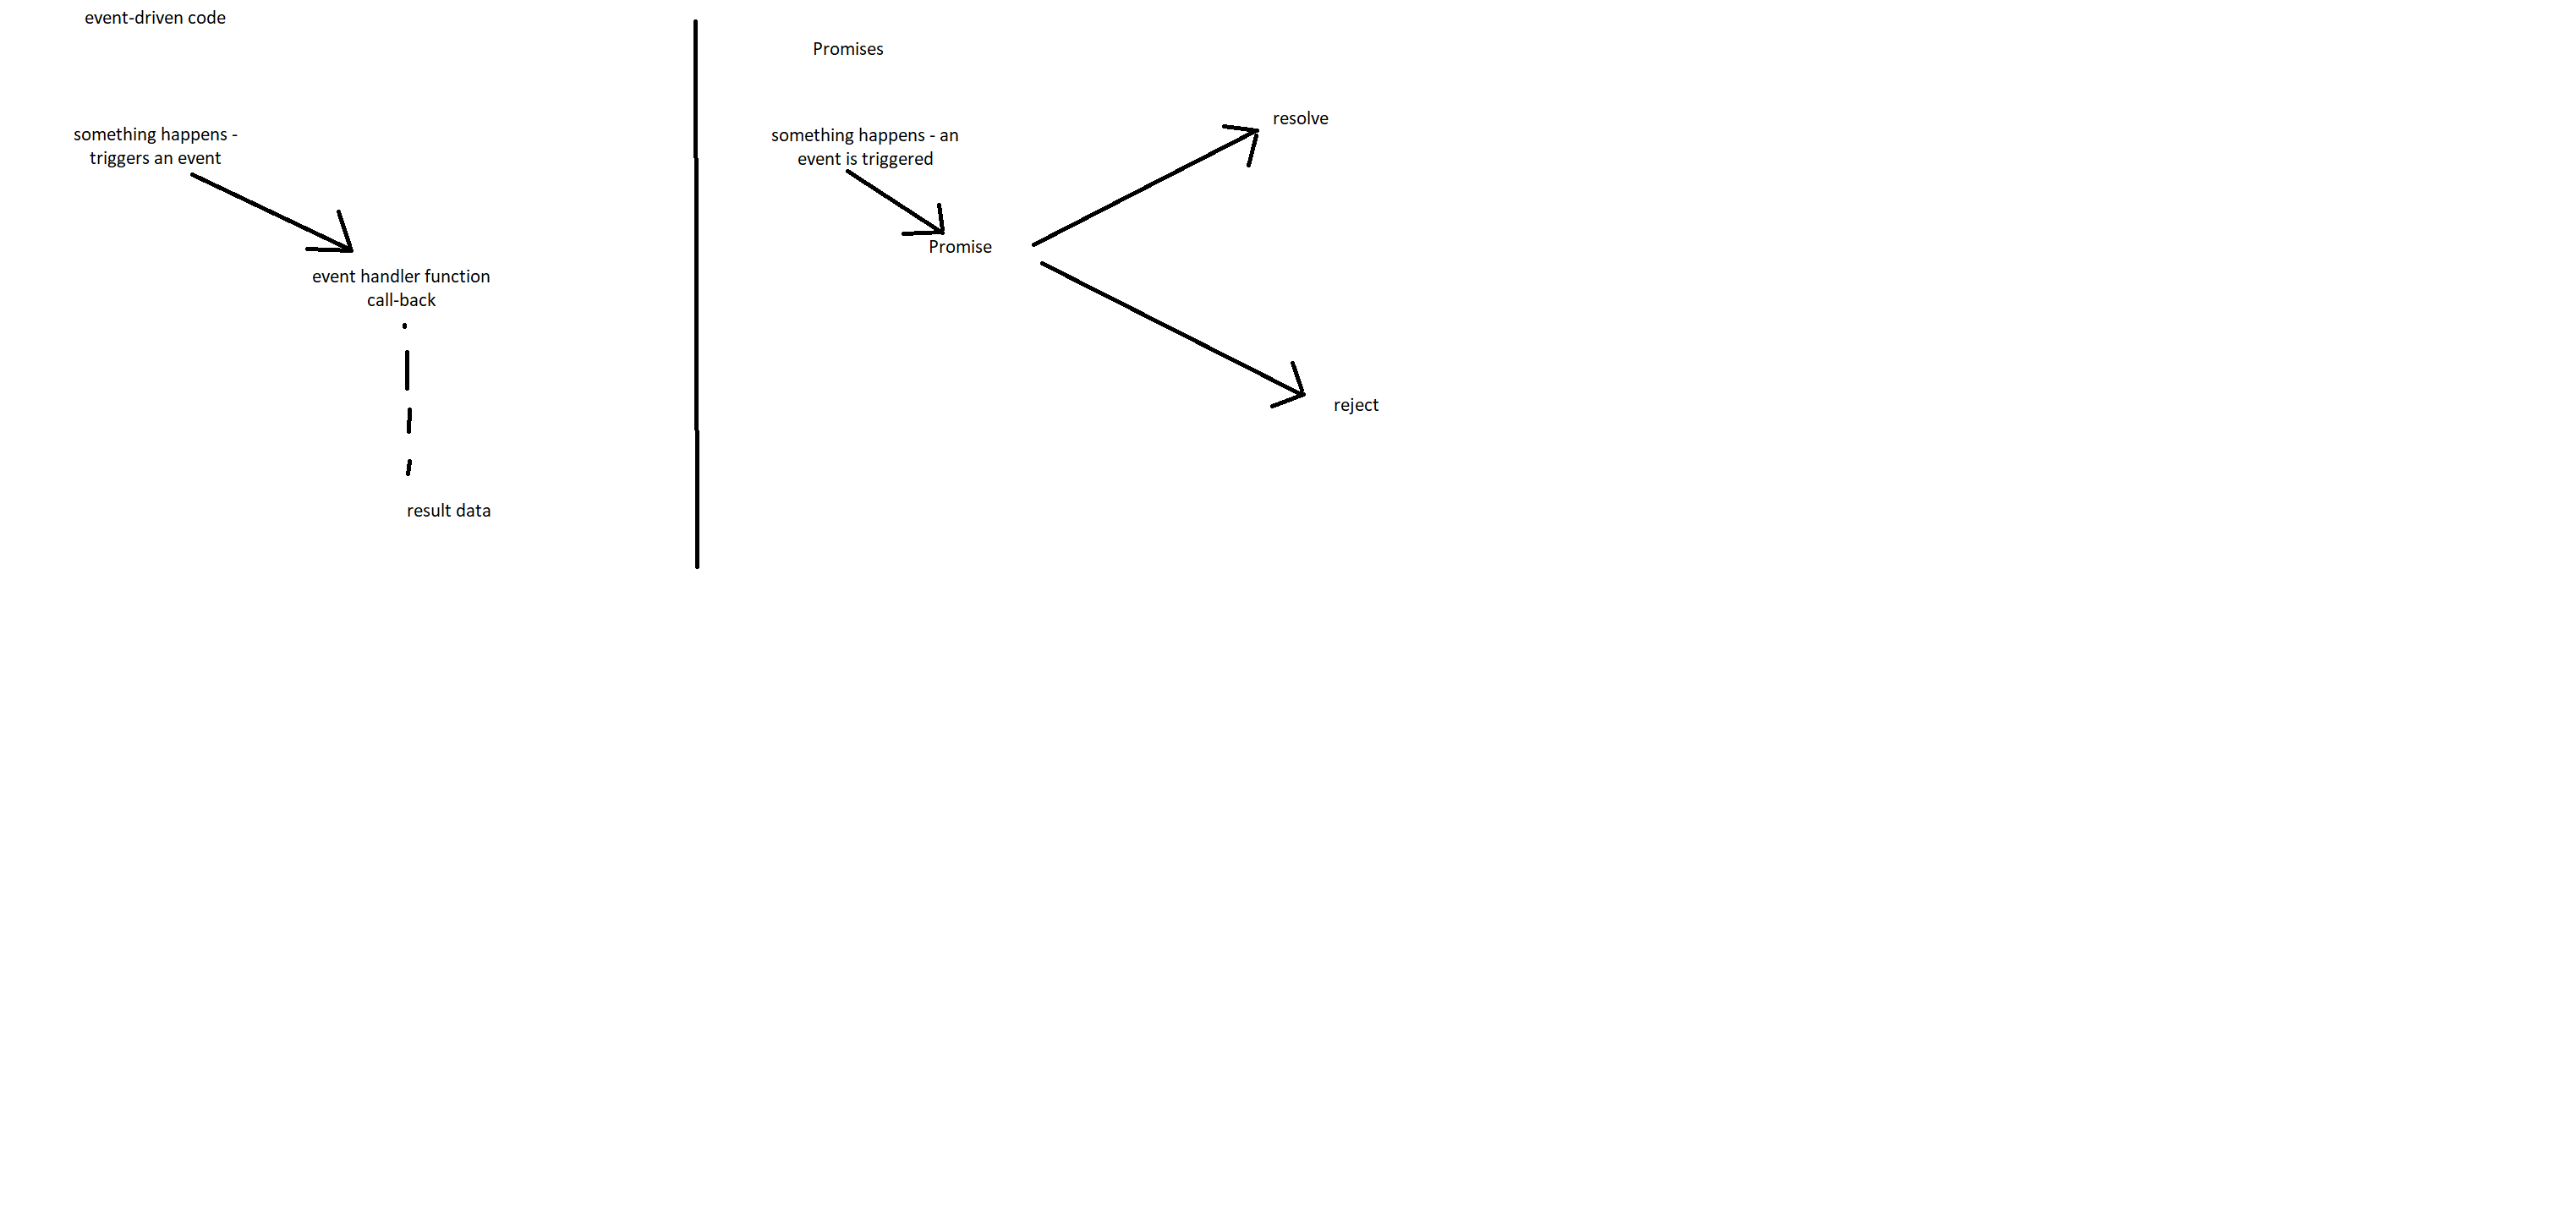 event-driven code
something happens -
triggers an event
event handler function
call-back
result data
Promises
something happens - an
event is triggered
Promise
resolve
reject